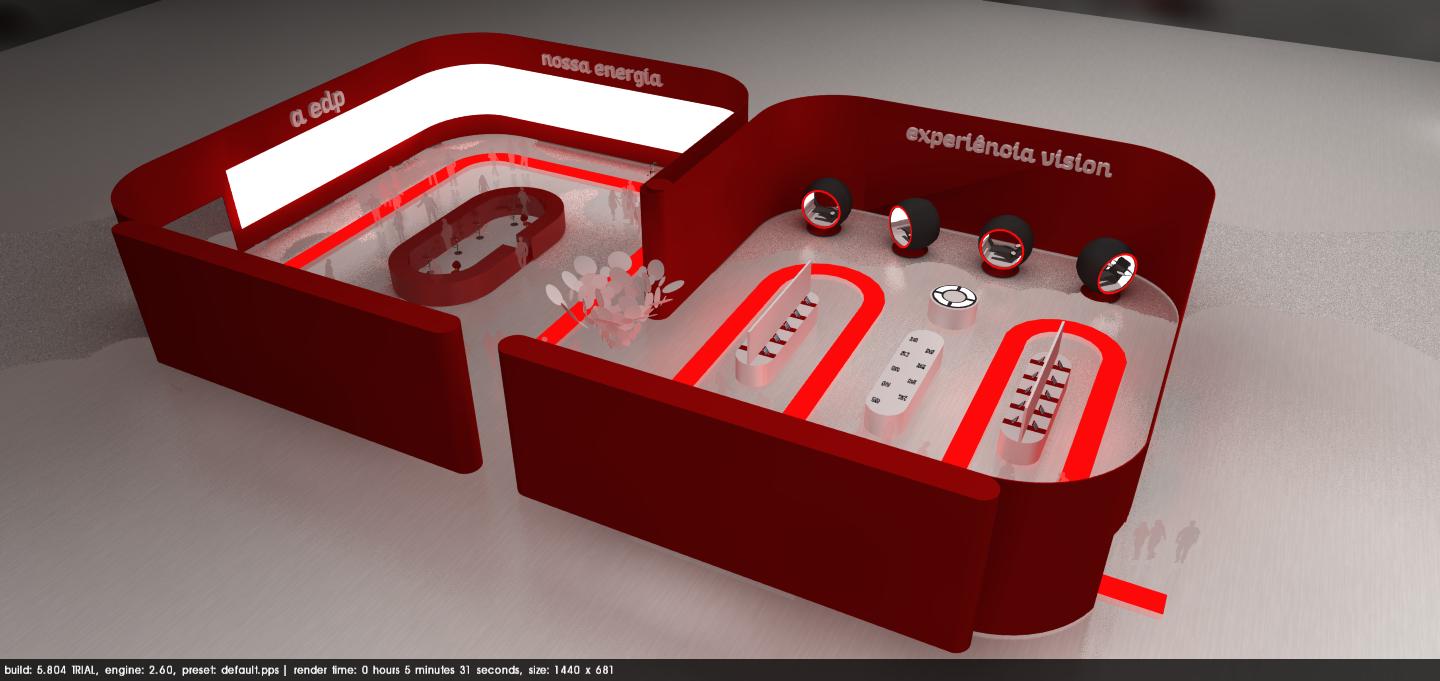 nossa energia
a edp
experiência vision
build: 5.804 TRIAL, engine: 2.60, preset: default.pps | render time: 0 hours 5 minutes 31 seconds, size: 1440 x 681